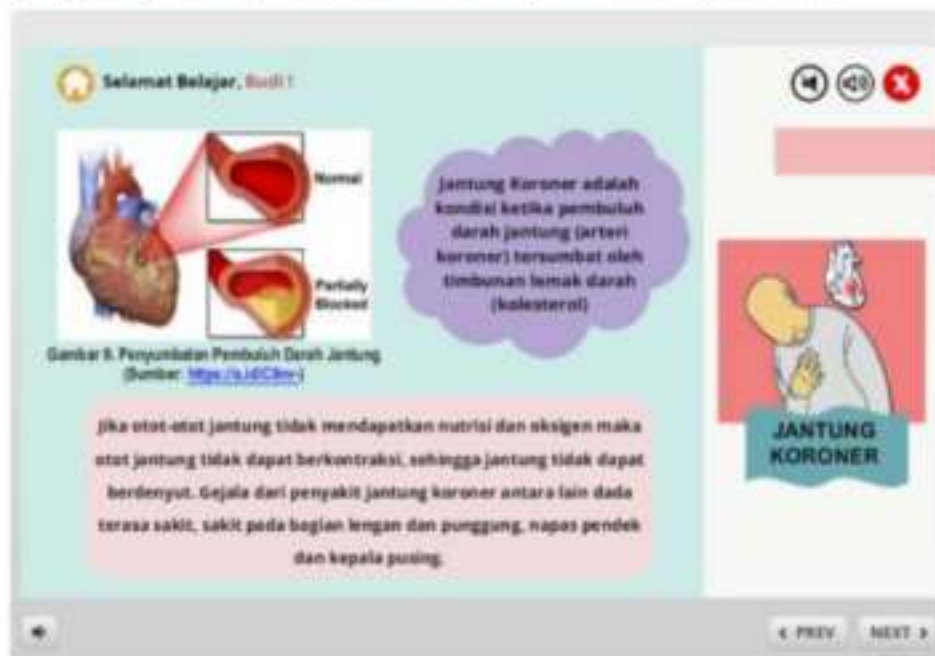 Selamat Belajar, Budi !
Normal
Partially
Blocked
Gambar 9. Penyumbatan Pembuluh Darah Jantung
(Sumber:
Jantung Koroner adalah
kondisi ketika pembuluh
darah jantung (arteri
koroner) tersumbat oleh
timbunan lemak darah
(kolesterol)
Jika otot-otot jantung tidak mendapatkan nutrisi dan oksigen maka
otot jantung tidak dapat berkontraksi, sehingga jantung tidak dapat
berdenyut. Gejala dari penyakit jantung koroner antara lain dada
terasa sakit, sakit pada bagian lengan dan punggung, napas pendek
dan kepala pusing.
JANTUNG
KORONER
< PREV
NEXT >